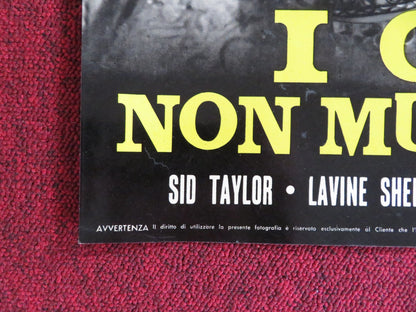 I
NON
SID TAYLOR • LAVINE
AVVERTENZA Il diritto di utilizzare la presente fotografia è riservato esclusivamente al Cliente che